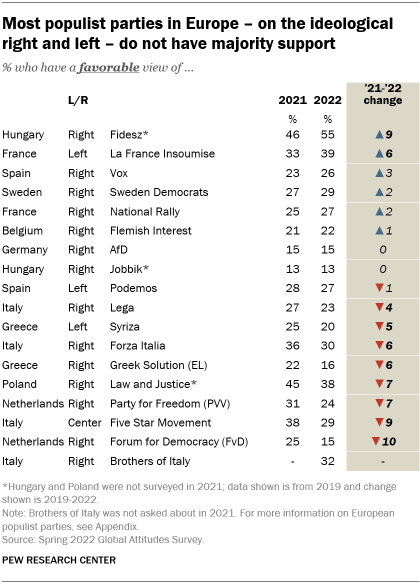 Most populist parties in Europe – on the ideological
right and left – do not have majority support
% who have a favorable view of ...
L/R 2021 2022 '21-'22 change
% %
Hungary Right Fidesz* 46 55 ▲9
France Left La France Insoumise 33 39 ▲6
Spain Right Vox 23 26 ▲3
Sweden Right Sweden Democrats 27 29 ▲2
France Right National Rally 25 27 ▲2
Belgium Right Flemish Interest 21 22 ▲1
Germany Right AfD 15 15 0
Hungary Right Jobbik* 13 13 0
Spain Left Podemos 28 27 ▼1
Italy Right Lega 27 23 ▼4
Greece Left Syriza 25 20 ▼5
Italy Right Forza Italia 36 30 ▼6
Greece Right Greek Solution (EL) 22 16 ▼6
Poland Right Law and Justice* 45 38 ▼7
Netherlands Right Party for Freedom (PVV) 31 24 ▼7
Italy Center Five Star Movement 38 29 ▼9
Netherlands Right Forum for Democracy (FvD) 25 15 ▼10
Italy Right Brothers of Italy - 32 -
*Hungary and Poland were not surveyed in 2021; data shown is from 2019 and change
shown is 2019-2022.
Note: Brothers of Italy was not asked about in 2021. For more information on European
populist parties, see Appendix.
Source: Spring 2022 Global Attitudes Survey.
PEW RESEARCH CENTER